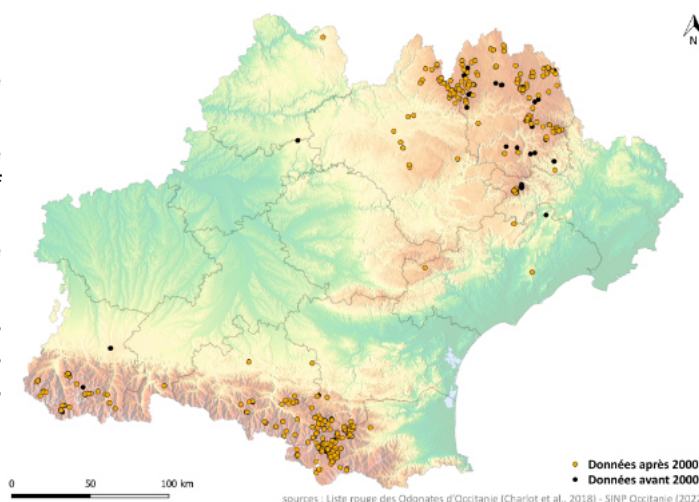 N
Données après 2000
Données avant 2000
0 50 100 km
sources : Liste rouge des Odonates d'Occitanie (Charlot et al., 2018) - SINP Occitanie (202